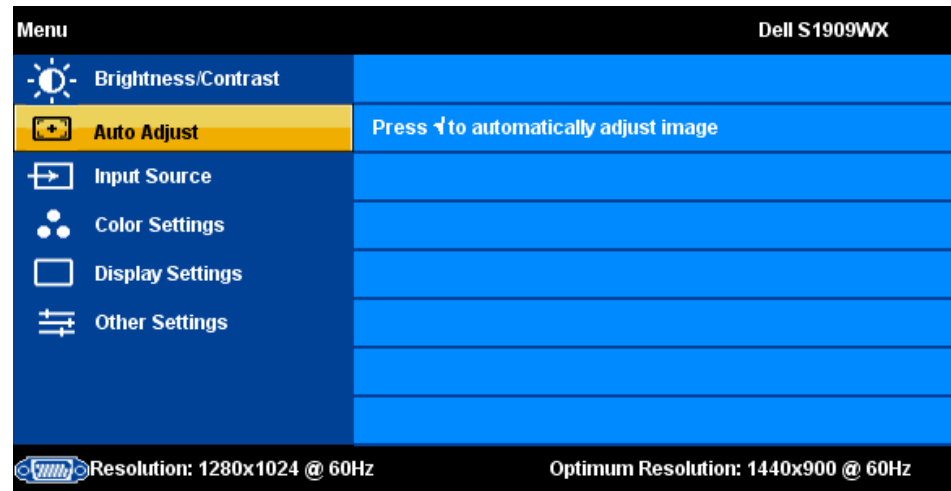 Menu
Dell S1909WX
Brightness/Contrast
Auto Adjust
Press √ to automatically adjust image
Input Source
Color Settings
Display Settings
Other Settings
Resolution: 1280x1024 @ 60Hz
Optimum Resolution: 1440x900 @ 60Hz